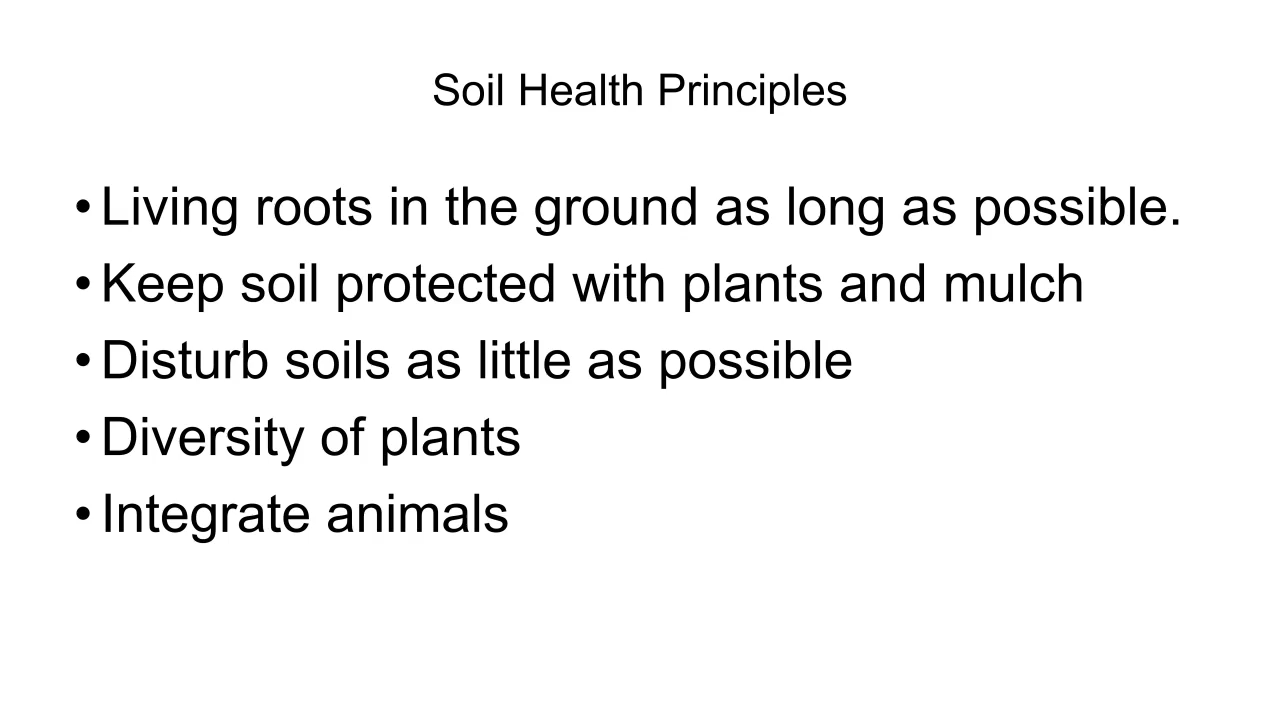 Soil Health Principles
• Living roots in the ground as long as possible.
• Keep soil protected with plants and mulch
• Disturb soils as little as possible
• Diversity of plants
• Integrate animals